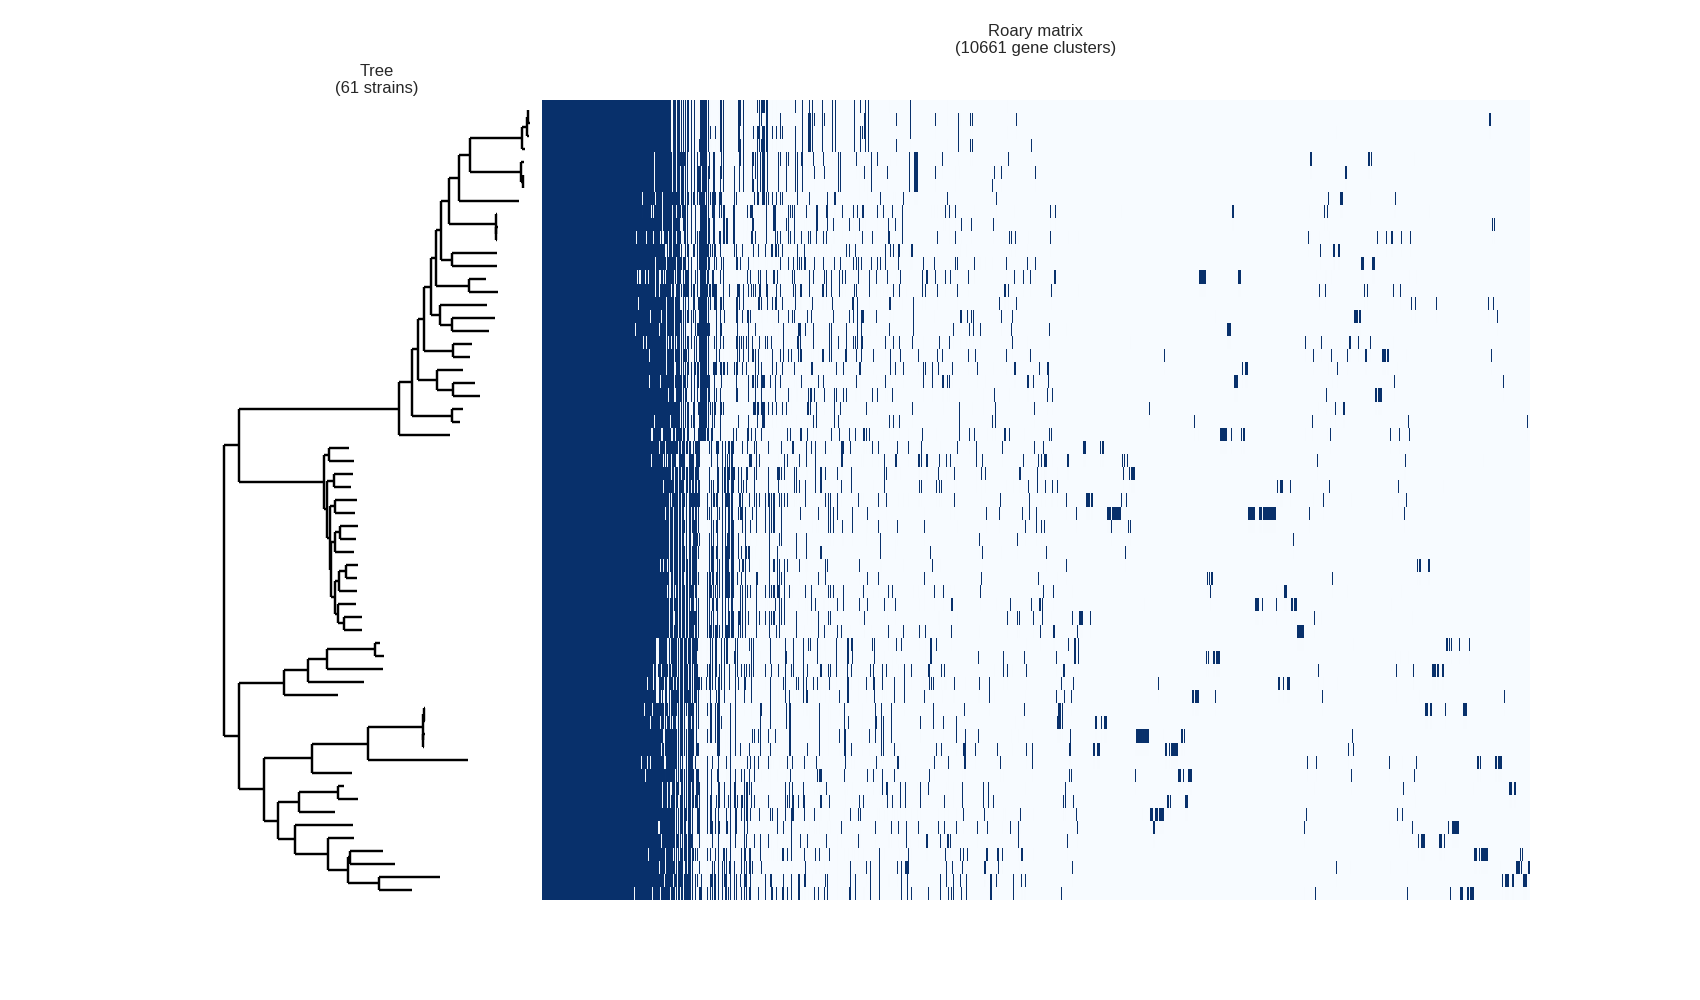 Roary matrix
(10661 gene clusters)
Tree
(61 strains)